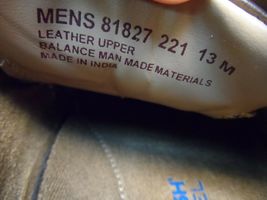 MENS 81827 221 13 M
LEATHER UPPER
BALANCE MAN MADE MATERIALS
MADE IN INDIA